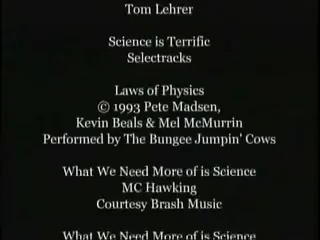 Tom Lehrer
Science is Terrific
Selectracks
Laws of Physics
© 1993 Pete Madsen,
Kevin Beals & Mel McMurrin
Performed by The Bungee Jumpin' Cows
What We Need More of is Science
MC Hawking
Courtesy Brash Music
What We Need More of is Science